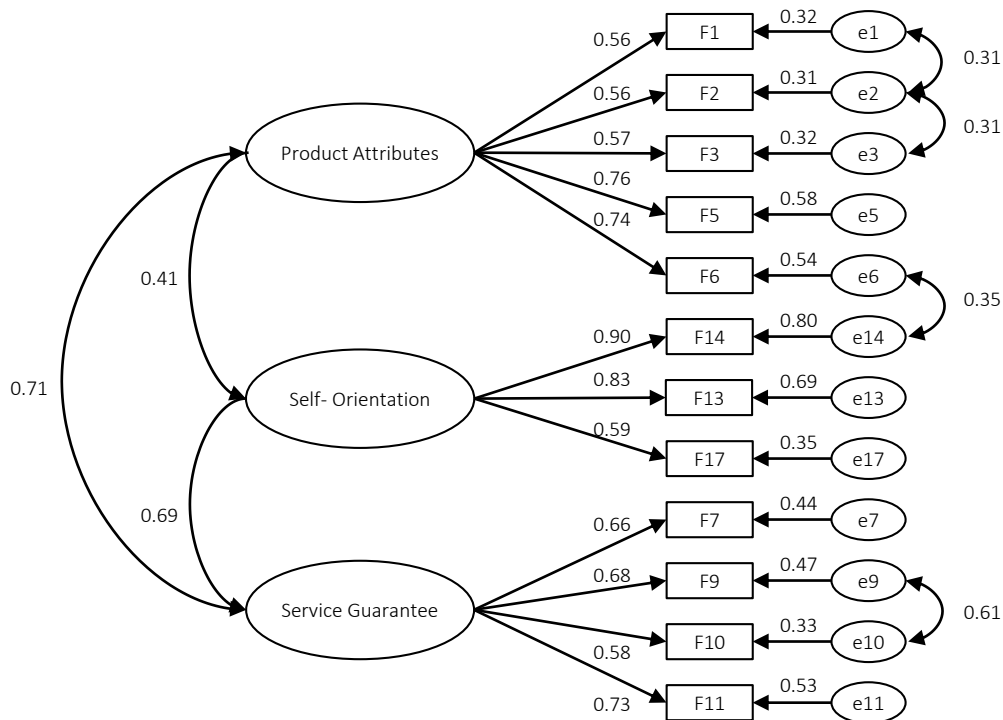 0.56 F1 0.32 e1
0.31
0.56 F2 0.31 e2
0.31
Product Attributes 0.57 F3 0.32 e3
0.76 F5 0.58 e5
0.74
0.41 F6 0.54 e6
0.35
0.90 F14 0.80 e14
0.71 Self- Orientation 0.83 F13 0.69 e13
0.59 F17 0.35 e17
0.69 0.66 F7 0.44 e7
0.68 F9 0.47 e9
Service Guarantee 0.61
0.58 F10 0.33 e10
0.73 F11 0.53 e11